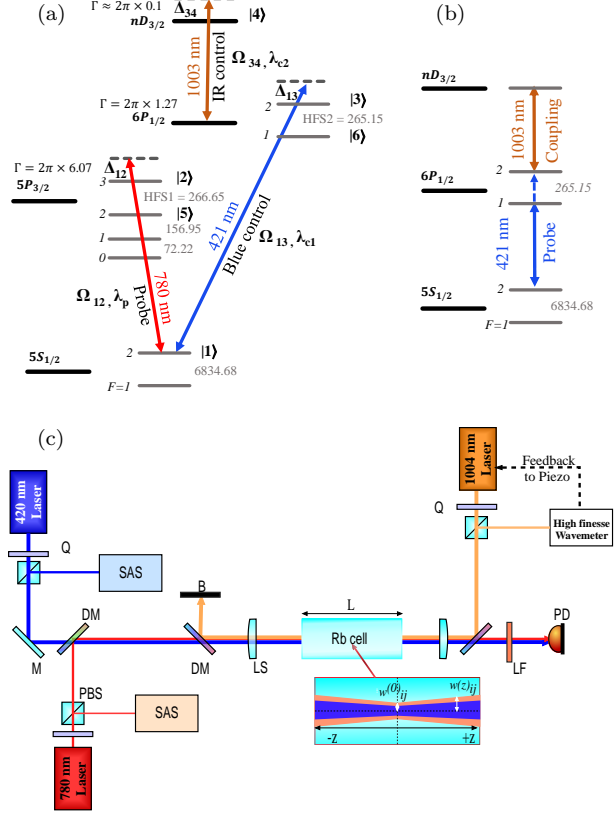 (a)
Γ ≈ 2π × 0.1
nD3/2
Δ34
|4⟩
1003 nm
IR control
Ω34, λc2
Γ = 2π × 1.27
6P1/2
Δ13
2
|3⟩
HFS2 = 265.15
1
|6⟩
Γ = 2π × 6.07
5P3/2
Δ12
3
|2⟩
HFS1 = 266.65
2
|5⟩
156.95
1
72.22
0
421 nm
Blue control
Ω13, λc1
Ω12, λp
780 nm
Probe
5S1/2
2
|1⟩
6834.68
F=1
(b)
nD3/2
1003 nm
Coupling
6P1/2
2
265.15
1
421 nm
Probe
5S1/2
2
6834.68
F=1
(c)
420 nm
Laser
Q
SAS
M
DM
PBS
SAS
780 nm
Laser
B
DM
LS
L
Rb cell
w(0)ij
w(z)ij
-z
+z
1004 nm
Laser
Q
Feedback
to Piezo
High finesse
Wavemeter
LF
PD